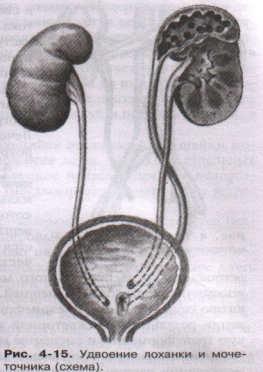 Рис. 4-15. Удвоение лоханки и моче-
точника (схема).